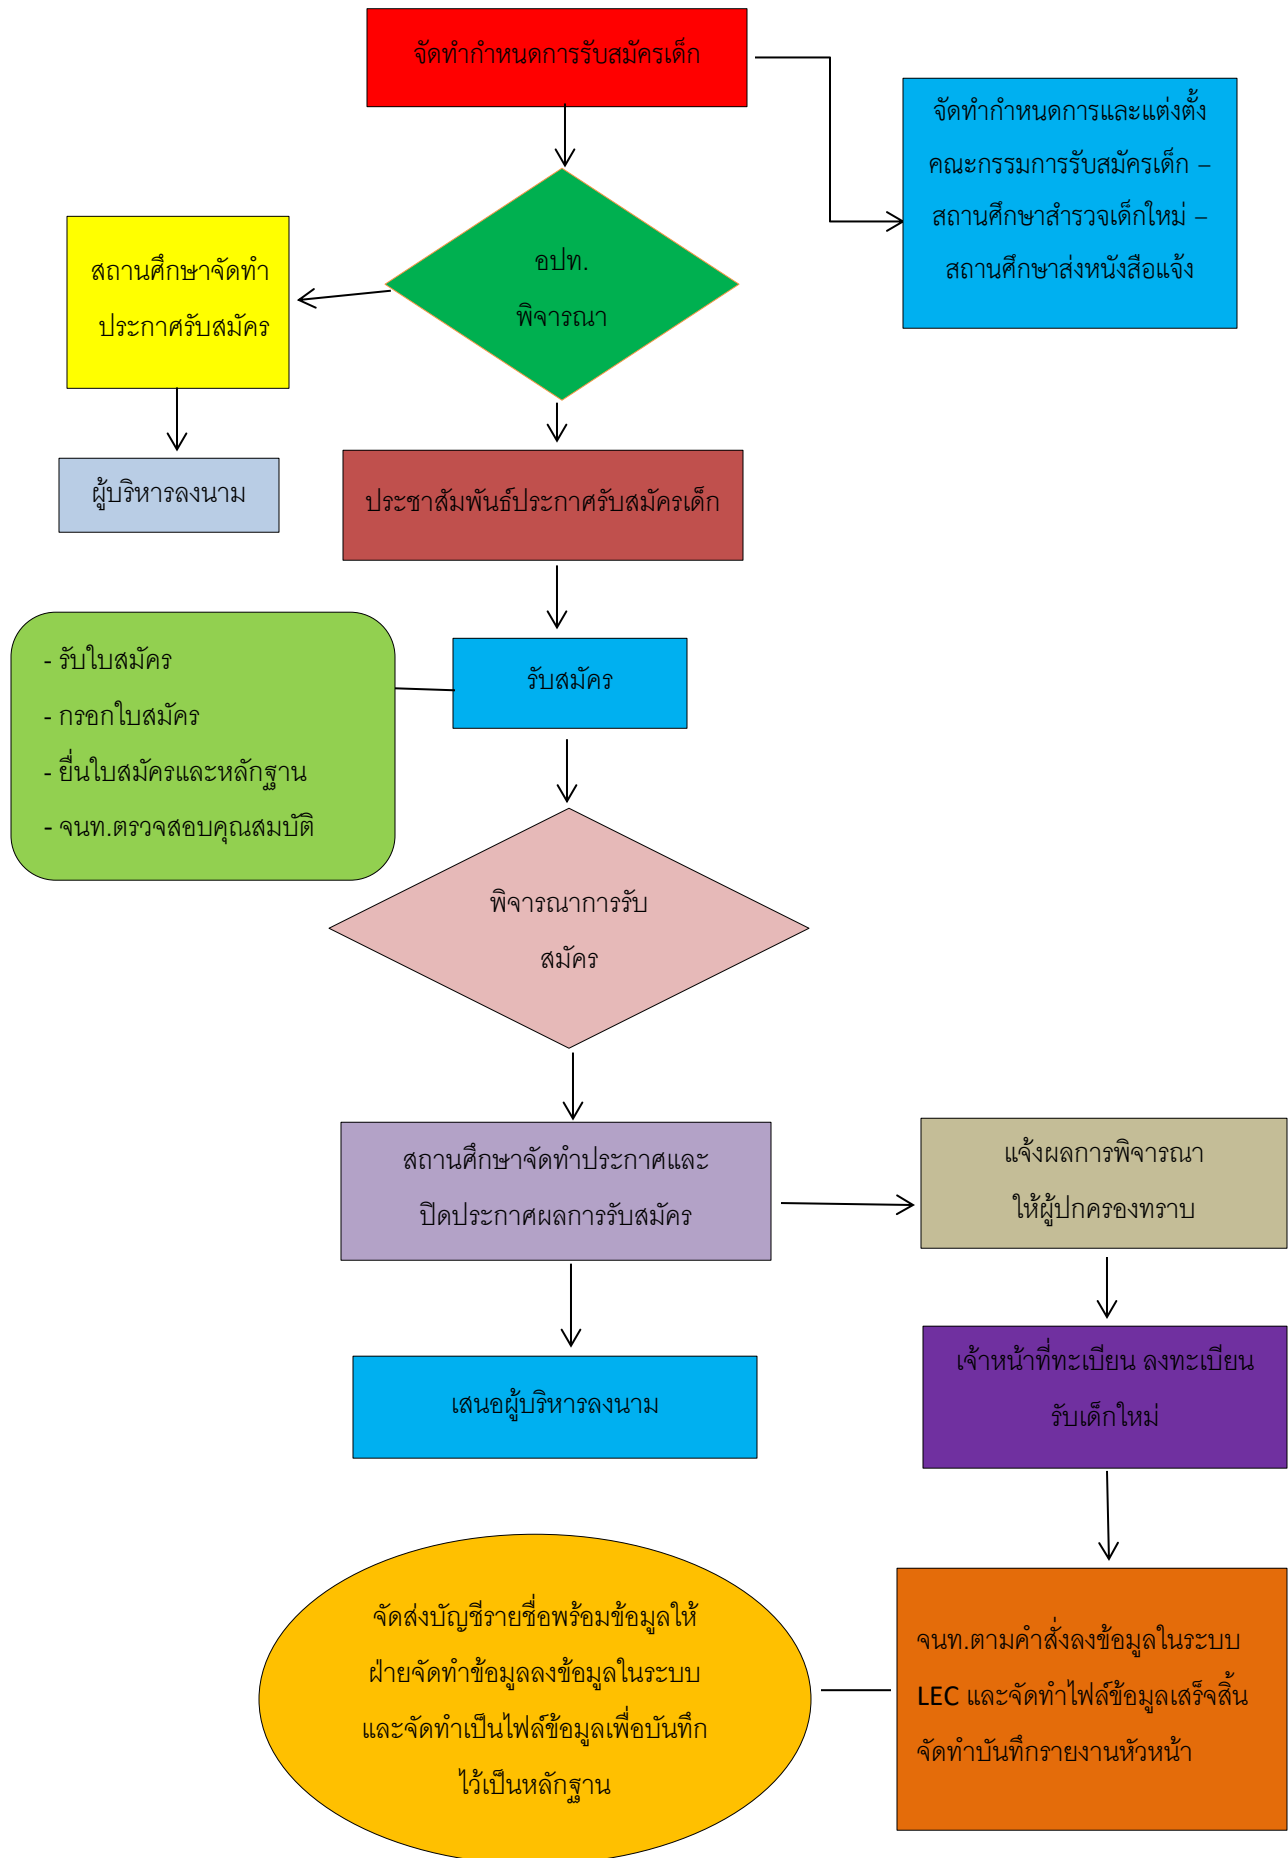 จัดทำกำหนดการรับสมัครเด็ก
จัดทำกำหนดการและแต่งตั้ง
คณะกรรมการรับสมัครเด็ก –
สถานศึกษาสำรวจเด็กใหม่ –
สถานศึกษาส่งหนังสือแจ้ง
อปท.
พิจารณา
สถานศึกษาจัดทำ
ประกาศรับสมัคร
ผู้บริหารลงนาม
ประชาสัมพันธ์ประกาศรับสมัครเด็ก
รับสมัคร
- รับใบสมัคร
- กรอกใบสมัคร
- ยื่นใบสมัครและหลักฐาน
- จนท.ตรวจสอบคุณสมบัติ
พิจารณาการรับ
สมัคร
สถานศึกษาจัดทำประกาศและ
ปิดประกาศผลการรับสมัคร
แจ้งผลการพิจารณา
ให้ผู้ปกครองทราบ
เสนอผู้บริหารลงนาม
เจ้าหน้าที่ทะเบียน ลงทะเบียน
รับเด็กใหม่
จนท.ตามคำสั่งลงข้อมูลในระบบ
LEC และจัดทำไฟล์ข้อมูลเสร็จสิ้น
จัดทำบันทึกรายงานหัวหน้า
จัดส่งบัญชีรายชื่อพร้อมข้อมูลให้
ฝ่ายจัดทำข้อมูลลงข้อมูลในระบบ
และจัดทำเป็นไฟล์ข้อมูลเพื่อบันทึก
ไว้เป็นหลักฐาน